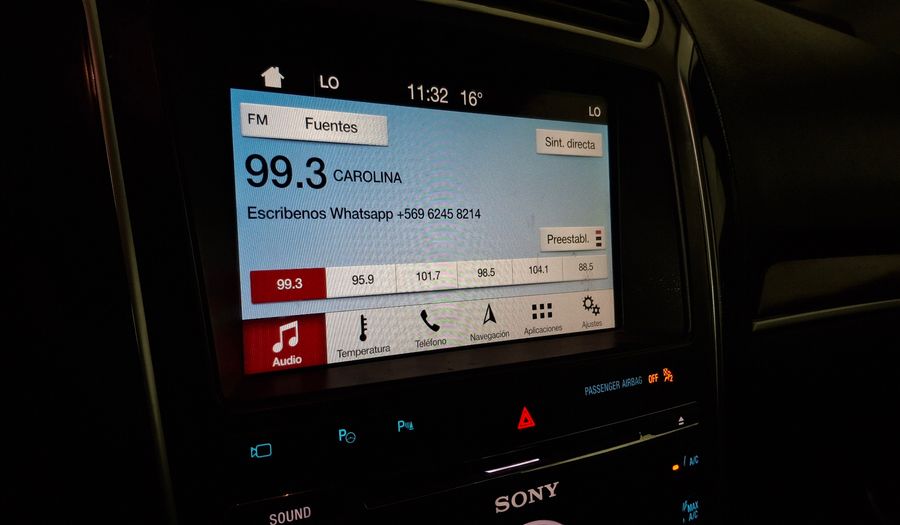 LO 11:32 16° LO
FM Fuentes
Sint. directa
99.3 CAROLINA
Escribenos Whatsapp +569 6245 8214
Preestabl.
99.3 95.9 101.7 98.5 104.1 88.5
Audio Temperatura Teléfono Navegación Aplicaciones Ajustes
PASSENGER AIRBAG OFF
P P
A/C
SONY
MAX A/C
SOUND